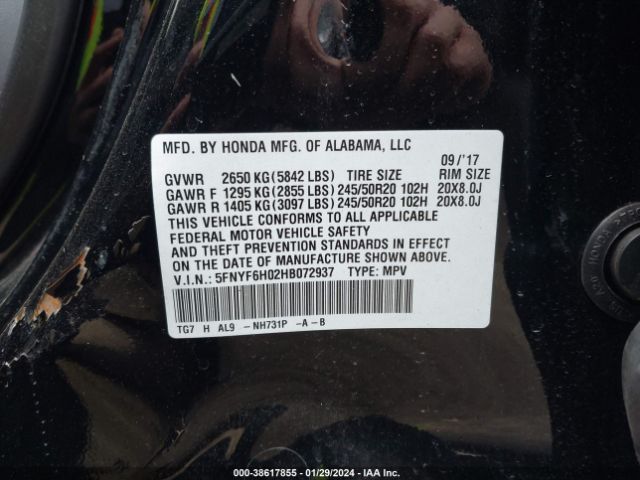 MFD. BY HONDA MFG. OF ALABAMA, LLC
09/'17
GVWR 2650 KG(5842 LBS) TIRE SIZE RIM SIZE
GAWR F 1295 KG(2855 LBS) 245/50R20 102H 20X8.0J
GAWR R 1405 KG(3097 LBS) 245/50R20 102H 20X8.0J
THIS VEHICLE CONFORMS TO ALL APPLICABLE
FEDERAL MOTOR VEHICLE SAFETY
AND THEFT PREVENTION STANDARDS IN EFFECT
ON THE DATE OF MANUFACTURE SHOWN ABOVE.
V.I.N.: 5FNYF6H02HB072937 TYPE: MPV
TG7 H AL9 -NH731P -A-B
000-38617855 - 01/29/2024 - IAA Inc.